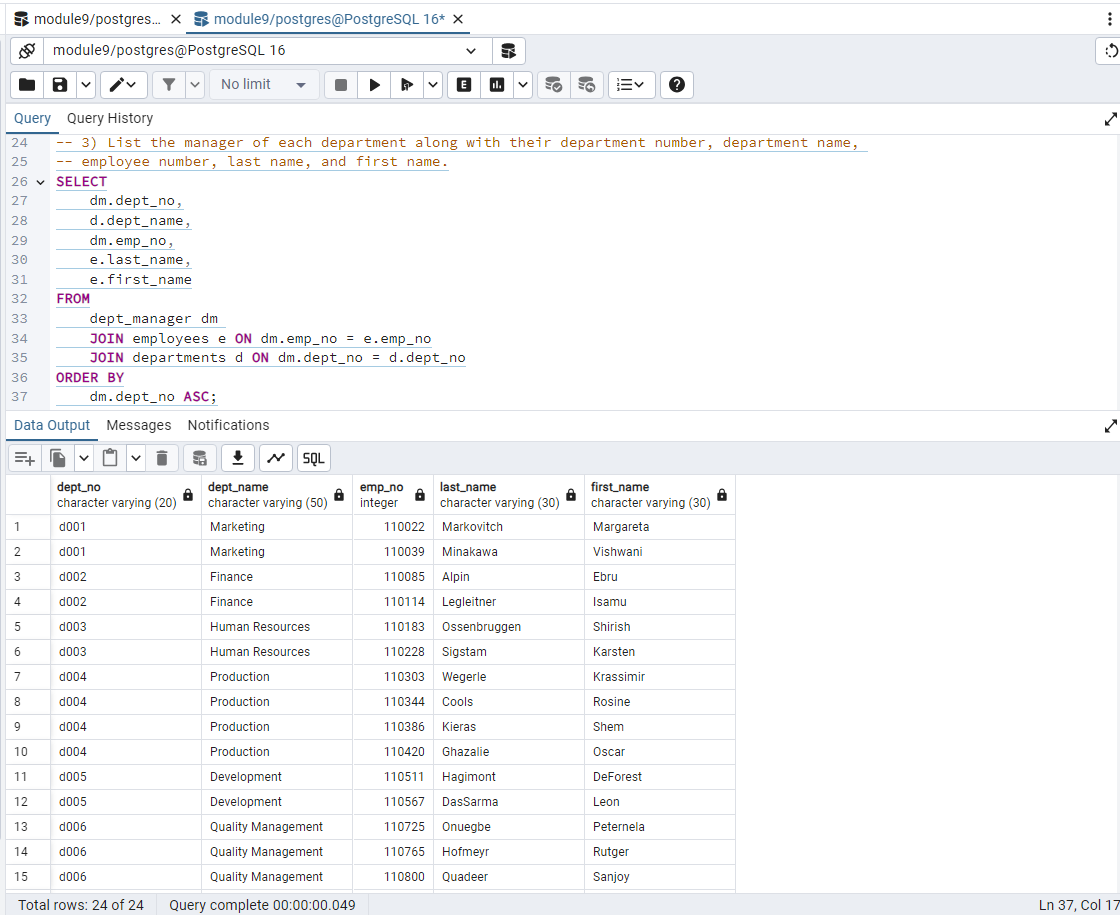 module9/postgres...
module9/postgres@PostgreSQL 16*
module9/postgres@PostgreSQL 16
No limit
E
Query
Query History
24 -- 3) List the manager of each department along with their department number, department name,
25 -- employee number, last name, and first name.
26 SELECT
27 dm.dept_no,
28 d.dept_name,
29 dm.emp_no,
30 e.last_name,
31 e.first_name
32 FROM
33 dept_manager dm
34 JOIN employees e ON dm.emp_no = e.emp_no
35 JOIN departments d ON dm.dept_no = d.dept_no
36 ORDER BY
37 dm.dept_no ASC;
Data Output Messages Notifications
SQL
dept_no dept_name emp_no last_name first_name
character varying (20) character varying (50) integer character varying (30) character varying (30)
1 d001 Marketing 110022 Markovitch Margareta
2 d001 Marketing 110039 Minakawa Vishwani
3 d002 Finance 110085 Alpin Ebru
4 d002 Finance 110114 Legleitner Isamu
5 d003 Human Resources 110183 Ossenbruggen Shirish
6 d003 Human Resources 110228 Sigstam Karsten
7 d004 Production 110303 Wegerle Krassimir
8 d004 Production 110344 Cools Rosine
9 d004 Production 110386 Kieras Shem
10 d004 Production 110420 Ghazalie Oscar
11 d005 Development 110511 Hagimont DeForest
12 d005 Development 110567 DasSarma Leon
13 d006 Quality Management 110725 Onuegbe Peternela
14 d006 Quality Management 110765 Hofmeyr Rutger
15 d006 Quality Management 110800 Quadeer Sanjoy
Total rows: 24 of 24 Query complete 00:00:00.049 Ln 37, Col 17